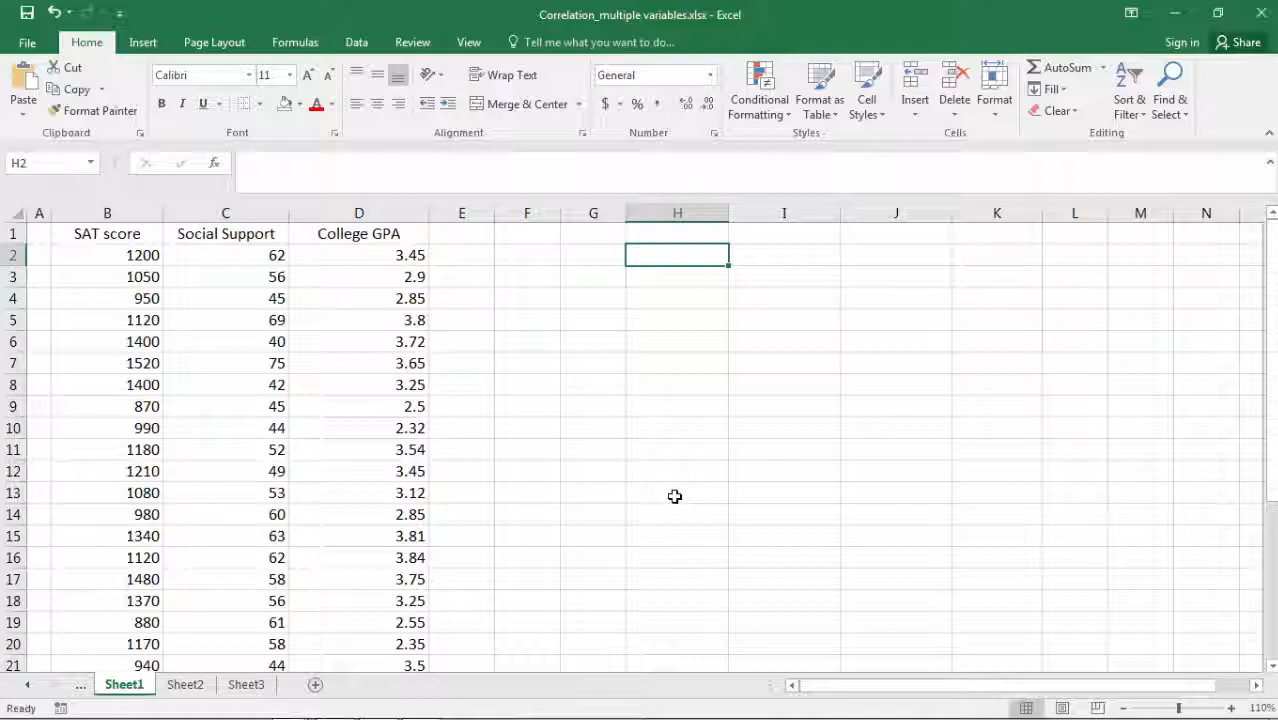 Correlation_multiple variables.xlsx - Excel
File Home Insert Page Layout Formulas Data Review View Tell me what you want to do... Sign in Share
Paste Cut Copy Format Painter Clipboard
Calibri 11 A A B I U A Font
Wrap Text Merge & Center Alignment
General $ % , Number
Conditional Formatting Format as Table Cell Styles Styles
Insert Delete Format Cells
AutoSum Fill Clear Sort & Filter Find & Select Editing
H2 fx
A B C D E F G H I J K L M N
1 SAT score Social Support College GPA
2 1200 62 3.45
3 1050 56 2.9
4 950 45 2.85
5 1120 69 3.8
6 1400 40 3.72
7 1520 75 3.65
8 1400 42 3.25
9 870 45 2.5
10 990 44 2.32
11 1180 52 3.54
12 1210 49 3.45
13 1080 53 3.12
14 980 60 2.85
15 1340 63 3.81
16 1120 62 3.84
17 1480 58 3.75
18 1370 56 3.25
19 880 61 2.55
20 1170 58 2.35
21 940 44 3.5
... Sheet1 Sheet2 Sheet3
Ready 110%